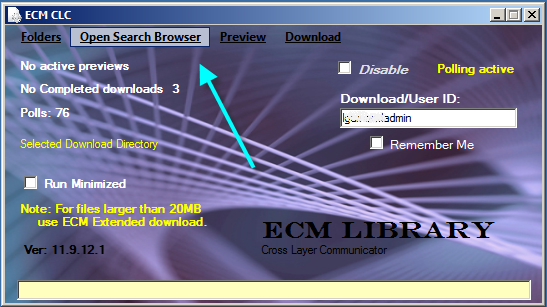 ECM CLC
Folders Open Search Browser Preview Download
No active previews
Disable Polling active
No Completed downloads 3
Download/User ID:
Polls: 76
Remember Me
Selected Download Directory
Run Minimized
Note: For files larger than 20MB
use ECM Extended download.
ECM LIBRARY
Ver: 11.9.12.1
Cross Layer Communicator